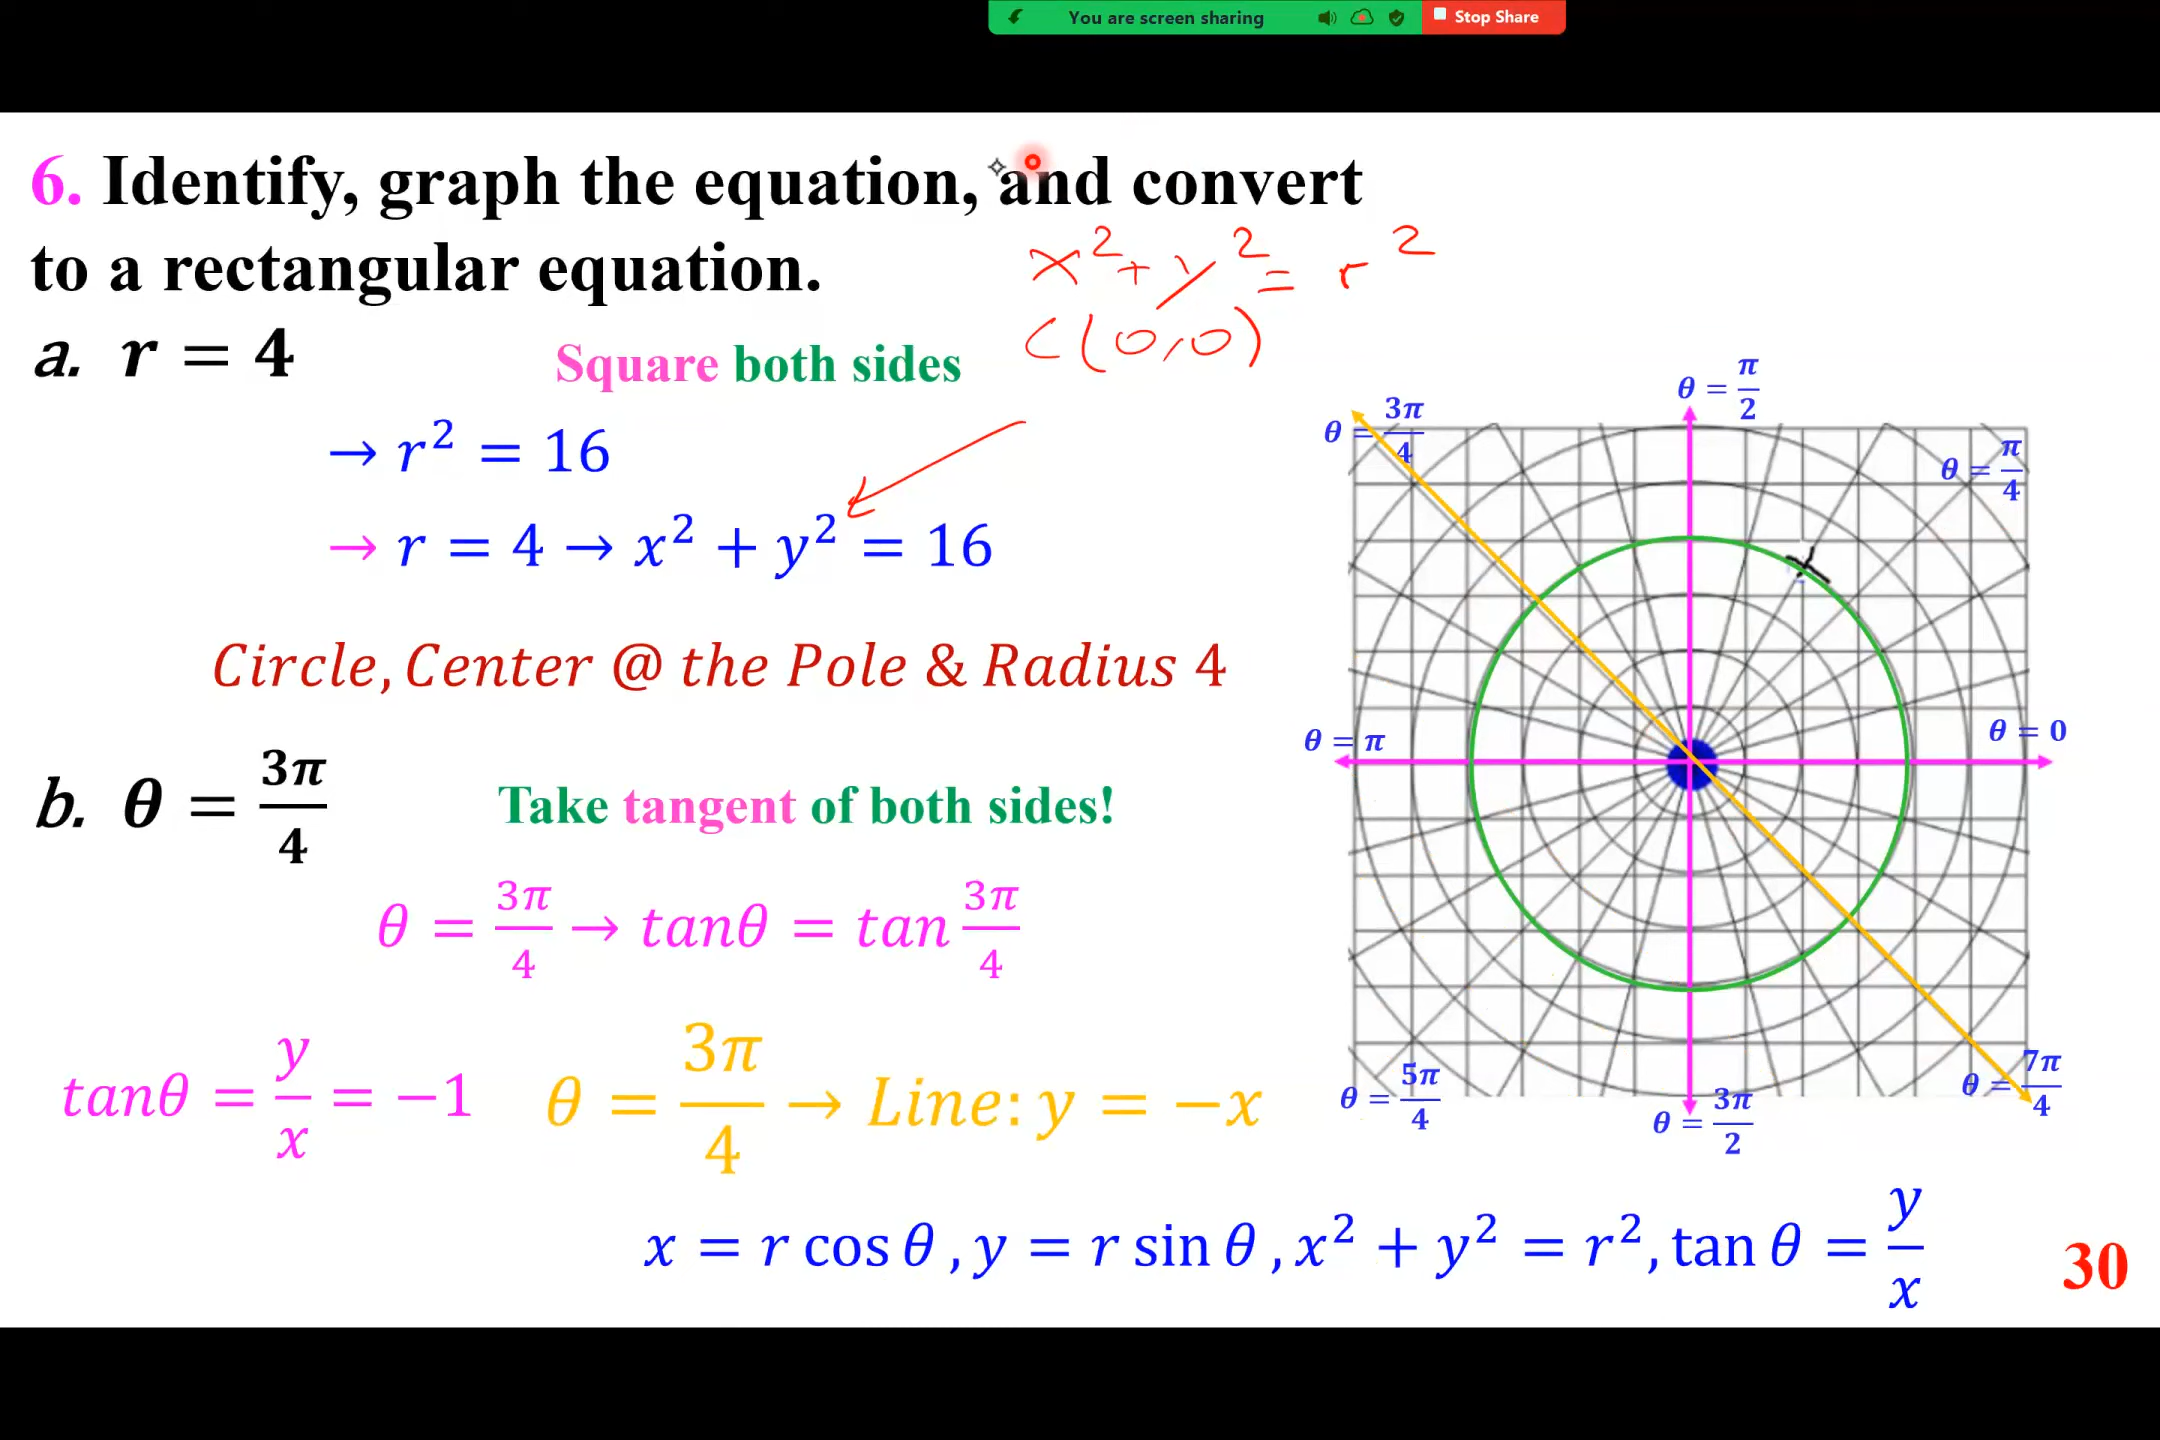 You are screen sharing Stop Share
6. Identify, graph the equation, and convert
to a rectangular equation.
x² + y² = r²
C(0,0)
a. r = 4
Square both sides
→ r² = 16
→ r = 4 → x² + y² = 16
Circle, Center @ the Pole & Radius 4
b. θ = 3π/4
Take tangent of both sides!
θ = 3π/4 → tanθ = tan 3π/4
tanθ = y/x = −1
θ = 3π/4 → Line: y = −x
θ = π/2
θ = 3π/4
θ = π/4
θ = π
θ = 0
θ = 5π/4
θ = 3π/2
θ = 7π/4
x = r cos θ , y = r sin θ , x² + y² = r², tan θ = y/x
30